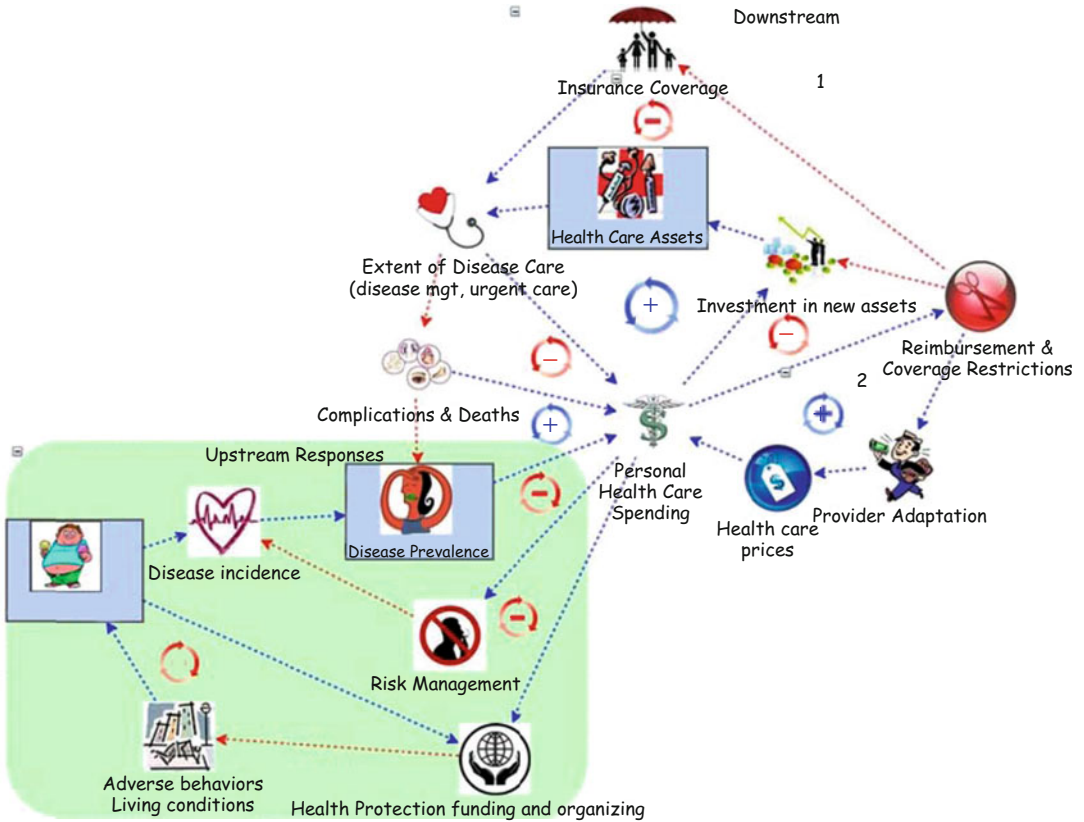 Downstream
Insurance Coverage
1
Health Care Assets
Extent of Disease Care
(disease mgt, urgent care)
+
Investment in new assets
−
Reimbursement &
Coverage Restrictions
−
2
Complications & Deaths
+
+
$
Upstream Responses
Personal
Health Care
Spending
$
Health care
prices
Provider Adaptation
−
Disease Prevalence
Disease incidence
−
Risk Management
Adverse behaviors
Living conditions
Health Protection funding and organizing